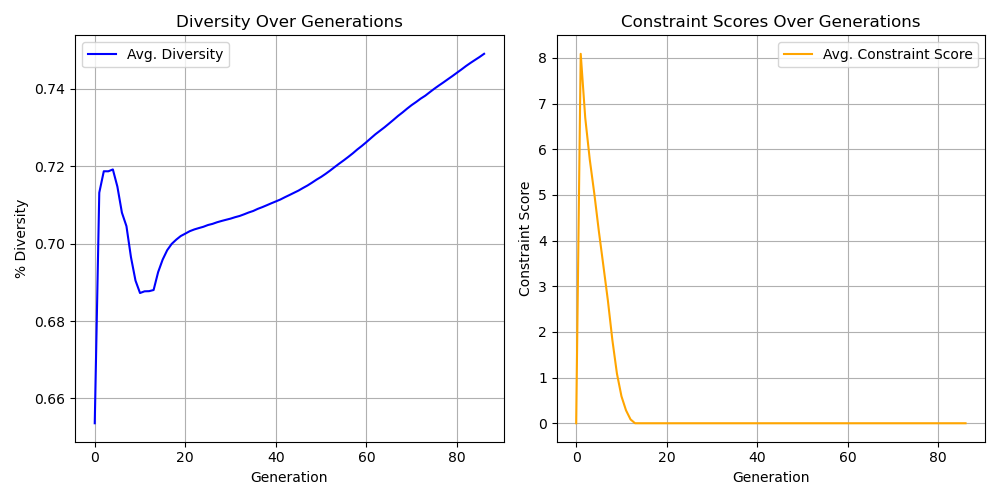 Diversity Over Generations
Avg. Diversity
% Diversity
0.74
0.72
0.70
0.68
0.66
0 20 40 60 80
Generation
Constraint Scores Over Generations
Avg. Constraint Score
Constraint Score
8
7
6
5
4
3
2
1
0
0 20 40 60 80
Generation